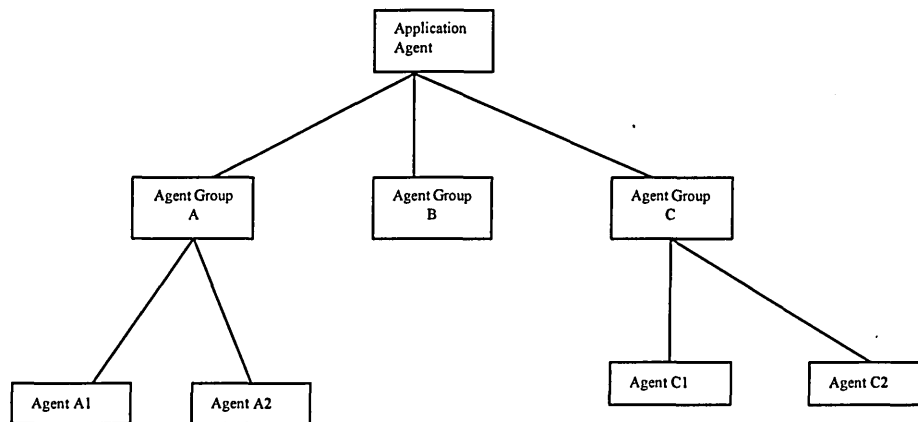 Application
Agent
Agent Group
A
Agent Group
B
Agent Group
C
Agent A1
Agent A2
Agent C1
Agent C2